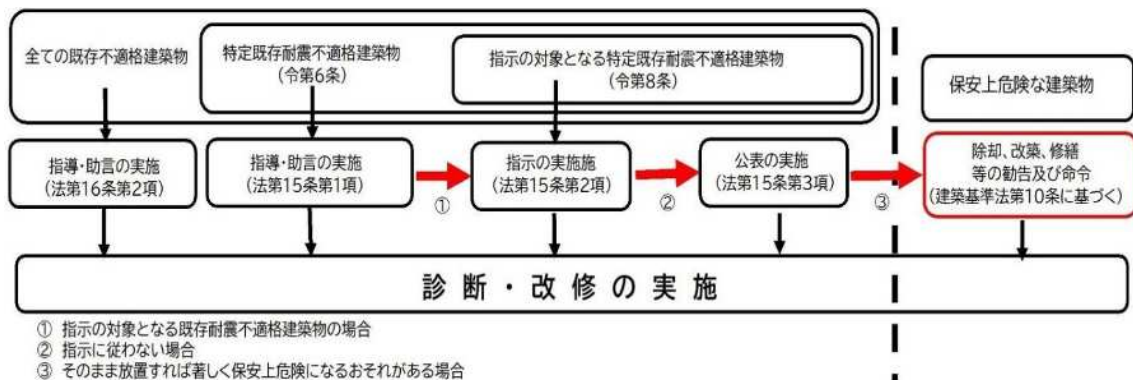 全ての既存不適格建築物
特定既存耐震不適格建築物
(令第6条)
指示の対象となる特定既存耐震不適格建築物
(令第8条)
保安上危険な建築物
指導・助言の実施
(法第16条第2項)
指導・助言の実施
(法第15条第1項)
①
指示の実施施
(法第15条第2項)
②
公表の実施
(法第15条第3項)
③
除却、改築、修繕
等の勧告及び命令
(建築基準法第10条に基づく)
診断・改修の実施
① 指示の対象となる既存耐震不適格建築物の場合
② 指示に従わない場合
③ そのまま放置すれば著しく保安上危険になるおそれがある場合